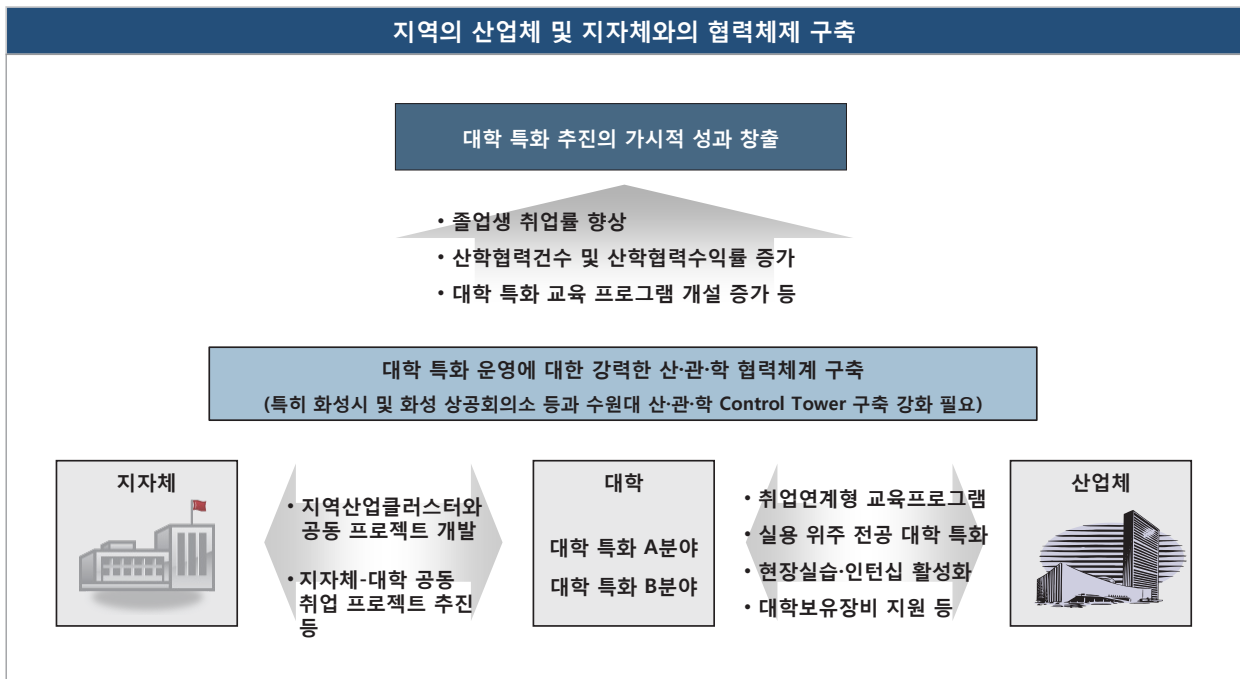 지역의 산업체 및 지자체와의 협력체제 구축
대학 특화 추진의 가시적 성과 창출
• 졸업생 취업률 향상
• 산학협력건수 및 산학협력수익률 증가
• 대학 특화 교육 프로그램 개설 증가 등
대학 특화 운영에 대한 강력한 산·관·학 협력체계 구축
(특히 화성시 및 화성 상공회의소 등과 수원대 산·관·학 Control Tower 구축 강화 필요)
지자체
• 지역산업클러스터와
공동 프로젝트 개발
• 지자체-대학 공동
취업 프로젝트 추진
등
대학
대학 특화 A분야
대학 특화 B분야
• 취업연계형 교육프로그램
• 실용 위주 전공 대학 특화
• 현장실습·인턴십 활성화
• 대학보유장비 지원 등
산업체